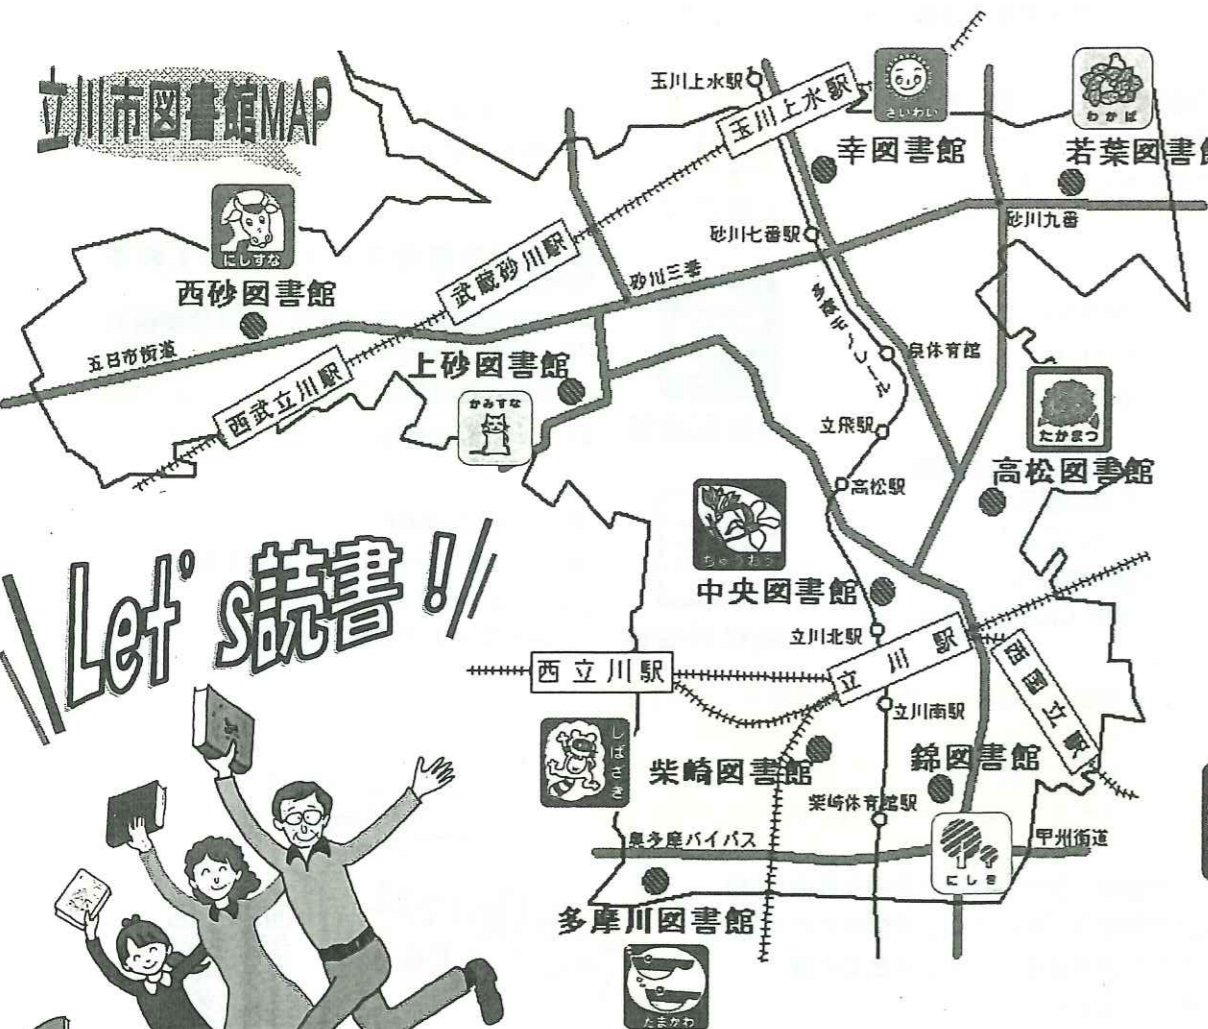 立川市図書館MAP
玉川上水駅
玉川上水駅
さいわい
幸図書館
わかば
若葉図書館
にしすな
西砂図書館
武蔵砂川駅
砂川七番駅
砂川三番
砂川九番
五日市街道
西武立川駅
上砂図書館
かみすな
多摩モノレール
泉体育館
立飛駅
高松駅
たかまつ
高松図書館
ちゅうおう
中央図書館
Let's読書!
立川北駅
西立川駅
立川駅
西国立駅
立川南駅
しばざき
柴崎図書館
錦図書館
柴崎体育館駅
奥多摩バイパス
甲州街道
にしき
多摩川図書館
たまがわ